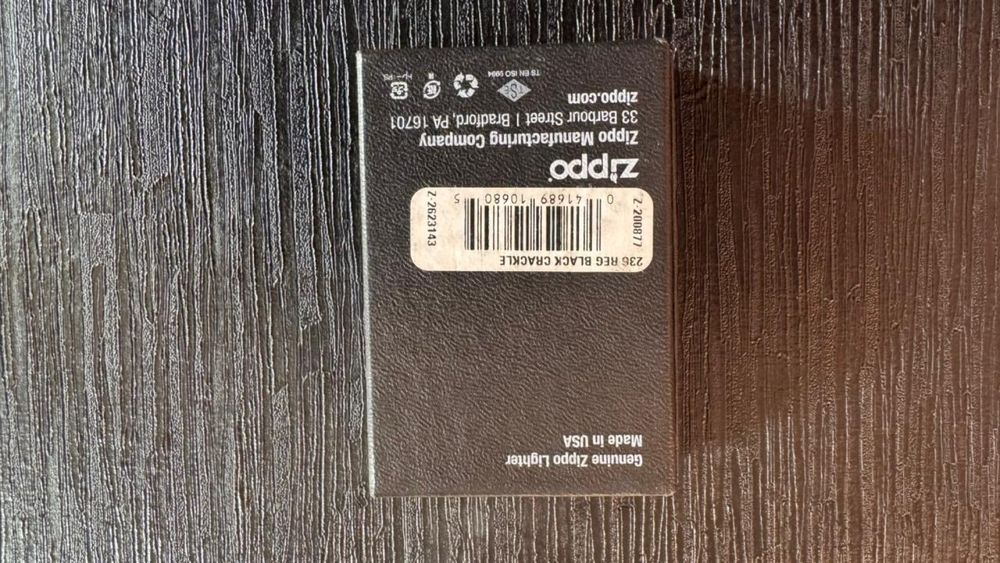 Genuine Zippo Lighter
Made in USA
236 REG BLACK CRACKLE
Z-200877
0 41689 10680 5
Z-2623143
zippo
Zippo Manufacturing Company
33 Barbour Street | Bradford, PA 16701
zippo.com
TSE
TS EN ISO 9994